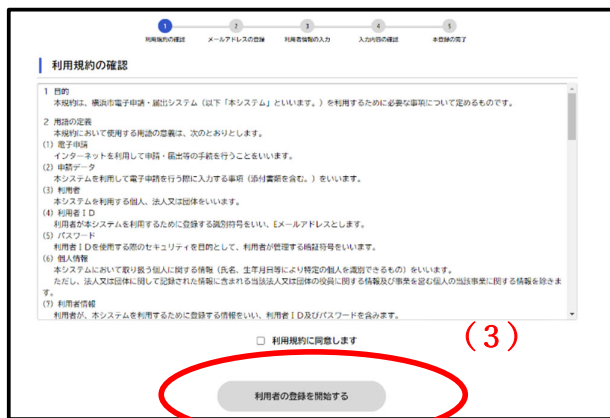 1 2 3 4 5
利用規約の確認 メールアドレスの登録 利用者情報の入力 入力内容の確認 本登録の完了
利用規約の確認
1 目的
本規約は、横浜市電子申請・届出システム（以下「本システム」といいます。）を利用するために必要な事項について定めるものです。
2 用語の定義
本規約において使用する用語の意義は、次のとおりとします。
(1) 電子申請
インターネットを利用して申請・届出等の手続を行うことをいいます。
(2) 申請データ
本システムを利用して電子申請を行う際に入力する事項（添付書類を含む。）をいいます。
(3) 利用者
本システムを利用する個人、法人又は団体をいいます。
(4) 利用者ＩＤ
利用者が本システムを利用するために登録する識別符号をいい、Eメールアドレスとします。
(5) パスワード
利用者ＩＤを使用する際のセキュリティを目的として、利用者が管理する暗証符号をいいます。
(6) 個人情報
本システムにおいて取り扱う個人に関する情報（氏名、生年月日等により特定の個人を識別できるもの）をいいます。
ただし、法人又は団体に関して記録された情報に含まれる当該法人又は団体の役員に関する情報及び事業を営む個人の当該事業に関する情報を除きま
す。
(7) 利用者情報
利用者が、本システムを利用するために登録する情報をいい、利用者ＩＤ及びパスワードを含みます。
利用規約に同意します
（3）
利用者の登録を開始する